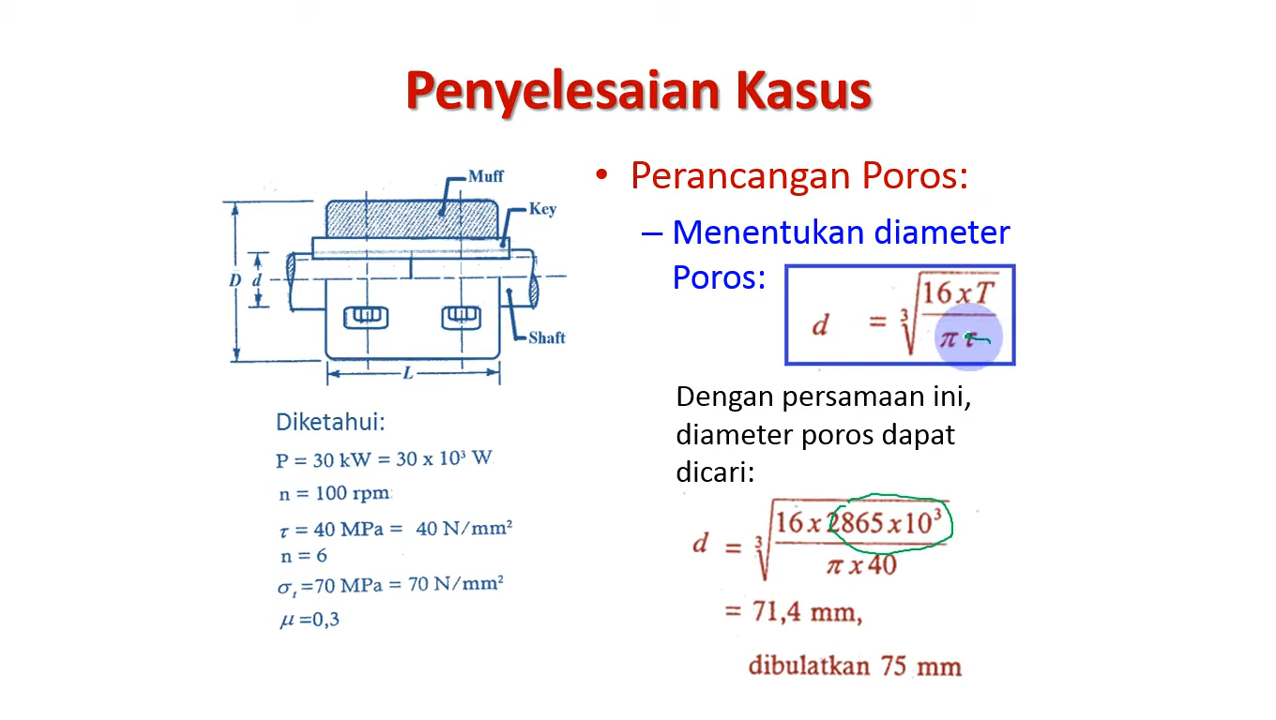 Penyelesaian Kasus
Muff
Key
D
d
Shaft
L
Diketahui:
P = 30 kW = 30 x 10³ W
n = 100 rpm
τ = 40 MPa = 40 N/mm²
n = 6
σₜ =70 MPa = 70 N/mm²
μ =0,3
• Perancangan Poros:
– Menentukan diameter
Poros:
d = ∛(16 x T / π τ)
Dengan persamaan ini,
diameter poros dapat
dicari:
d = ∛(16 x 2865 x 10³ / π x 40)
= 71,4 mm,
dibulatkan 75 mm